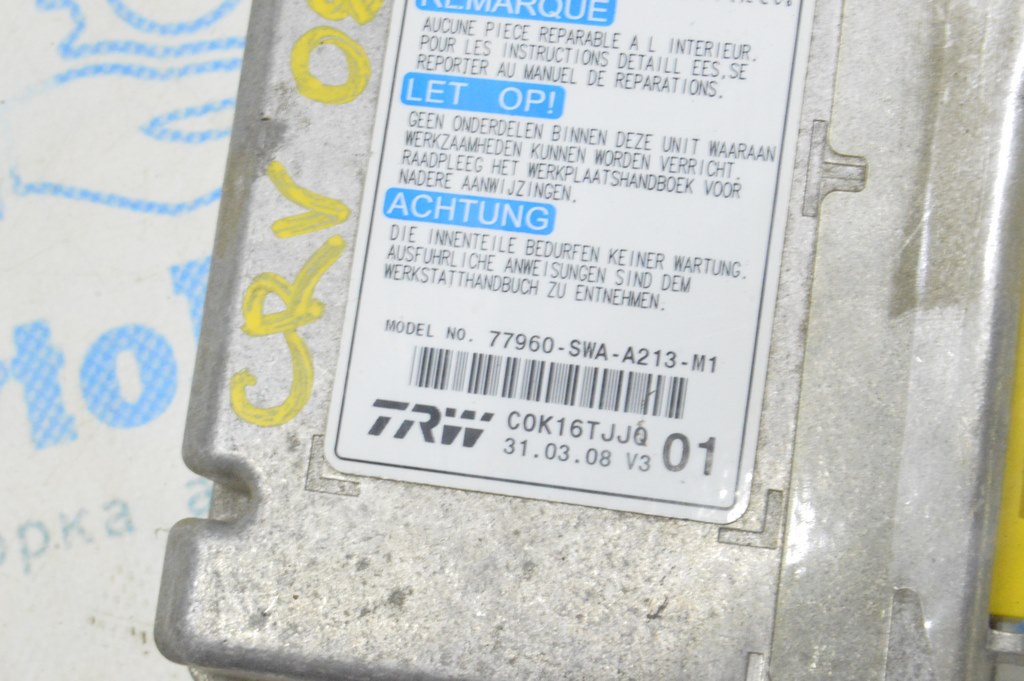 REMARQUE
AUCUNE PIECE REPARABLE A L INTERIEUR.
POUR LES INSTRUCTIONS DETAILL EES,SE
REPORTER AU MANUEL DE REPARATIONS.
LET OP!
GEEN ONDERDELEN BINNEN DEZE UNIT WAARAAN
WERKZAAMHEDEN KUNNEN WORDEN VERRICHT.
RAADPLEEG HET WERKPLAATSHANDBOEK VOOR
NADERE AANWIJZINGEN.
ACHTUNG
DIE INNENTEILE BEDURFEN KEINER WARTUNG.
AUSFUHRLICHE ANWEISUNGEN SIND DEM
WERKSTATTHANDBUCH ZU ENTNEHMEN.
MODEL NO. 77960-SWA-A213-M1
TRW C0K16TJJQ 01
31.03.08 V3
CRV 08